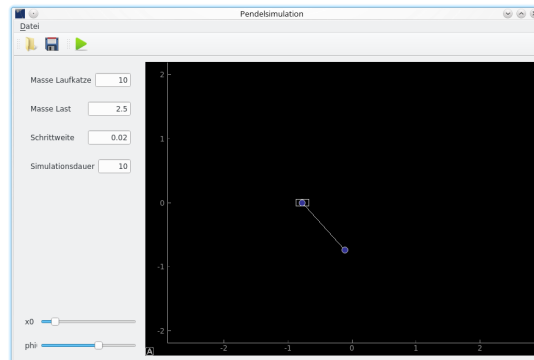 Pendelsimulation
Datei
Masse Laufkatze 10
Masse Last 2.5
Schrittweite 0.02
Simulationsdauer 10
x0
phi
2
1
0
-1
-2
A
-2 -1 0 1 2